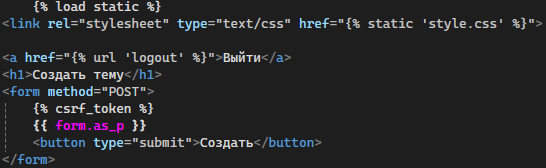 {% load static %}
<link rel="stylesheet" type="text/css" href="{% static 'style.css' %}">
<a href="{% url 'logout' %}">Выйти</a>
<h1>Создать тему</h1>
<form method="POST">
{% csrf_token %}
{{ form.as_p }}
<button type="submit">Создать</button>
</form>